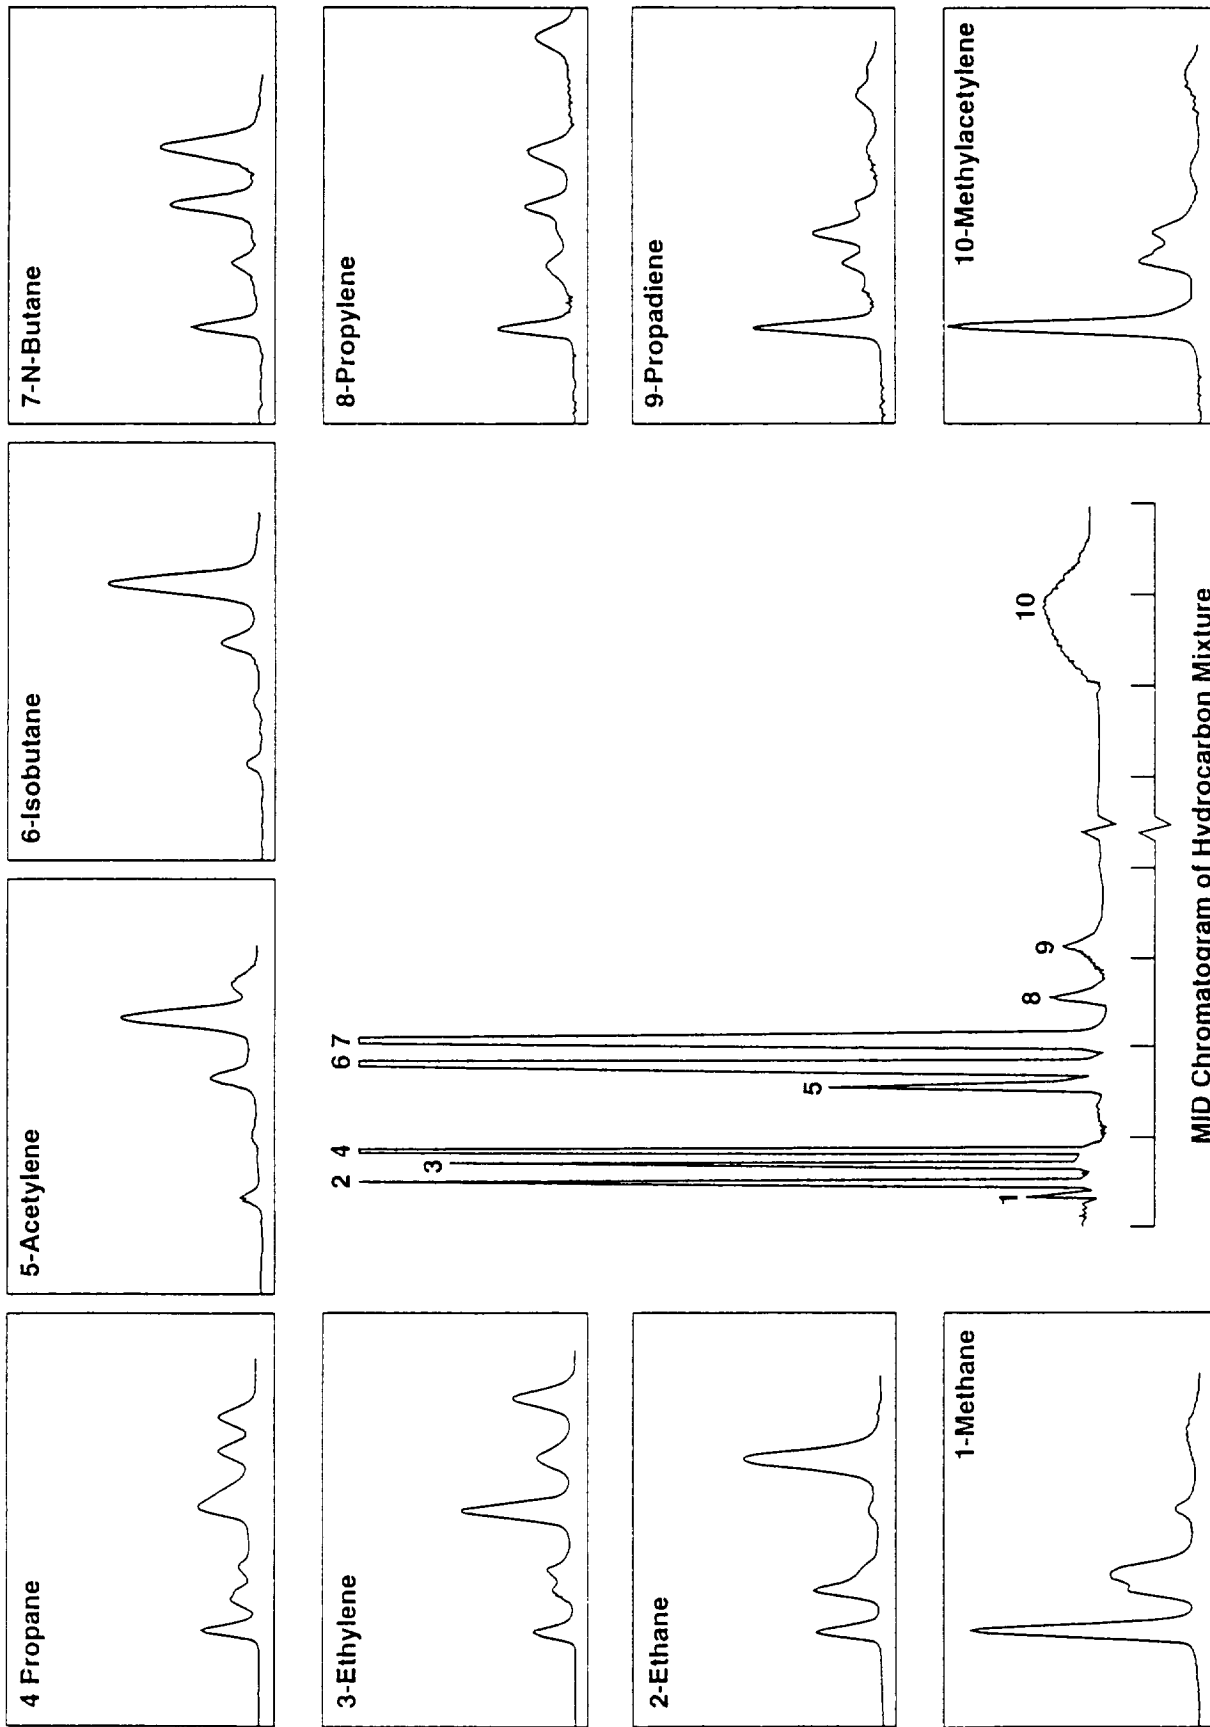 4 Propane
5-Acetylene
6-Isobutane
7-N-Butane
3-Ethylene
8-Propylene
2-Ethane
9-Propadiene
1-Methane
10-Methylacetylene
1
2
3
4
5
6
7
8
9
10
MID Chromatogram of Hydrocarbon Mixture